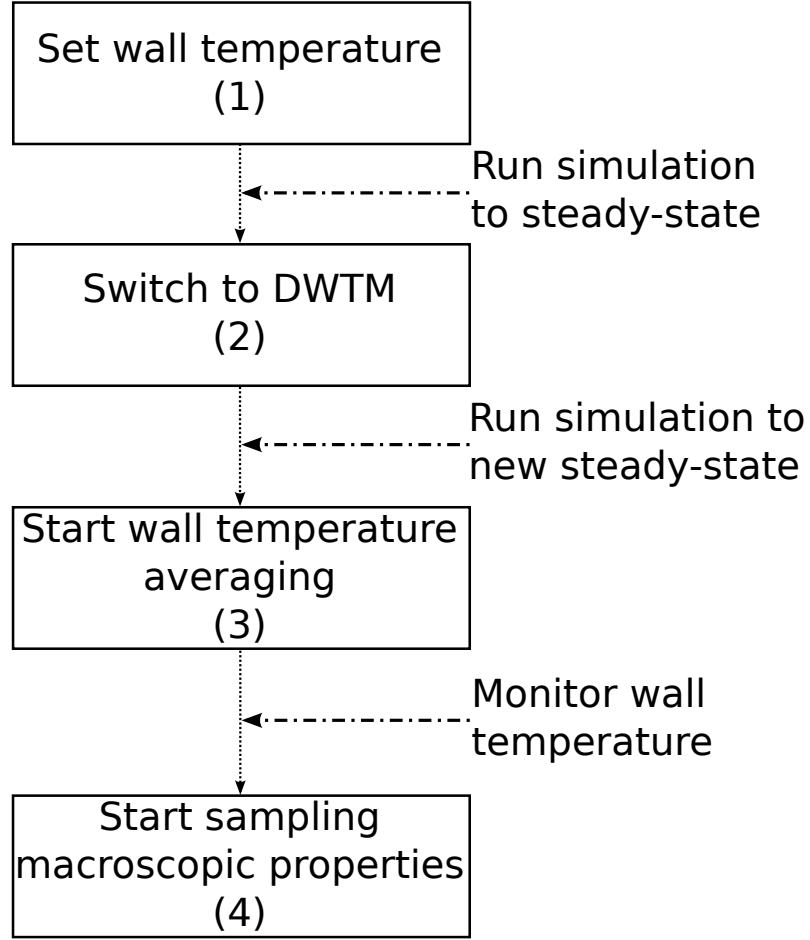 Set wall temperature
(1)
Run simulation
to steady-state
Switch to DWTM
(2)
Run simulation to
new steady-state
Start wall temperature
averaging
(3)
Monitor wall
temperature
Start sampling
macroscopic properties
(4)